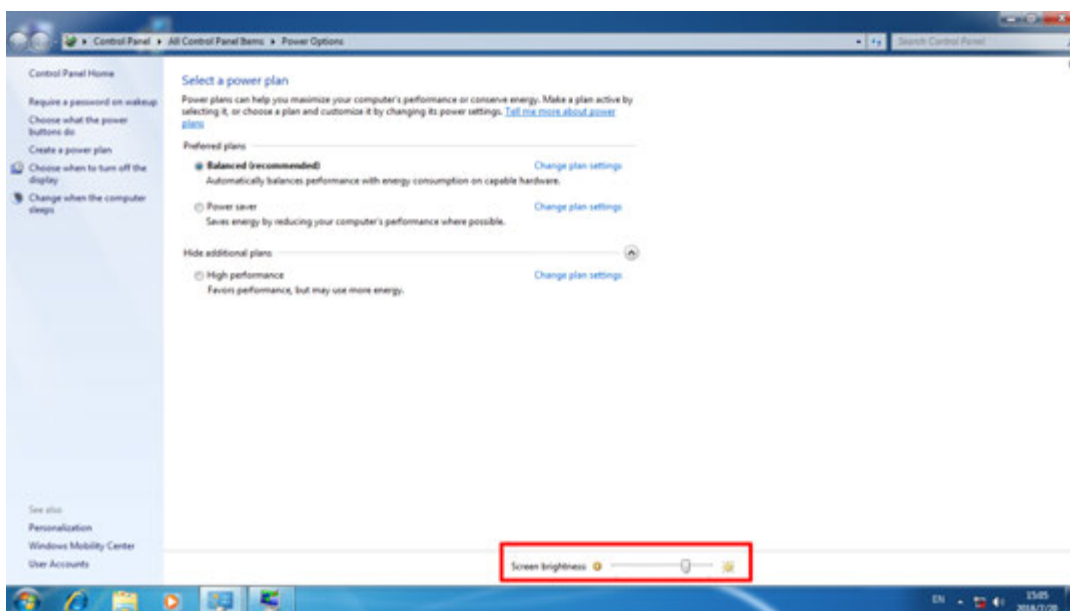 Control Panel ▸ All Control Panel Items ▸ Power Options
Search Control Panel
Control Panel Home
Require a password on wakeup
Choose what the power
buttons do
Create a power plan
Choose when to turn off the
display
Change when the computer
sleeps
Select a power plan
Power plans can help you maximize your computer's performance or conserve energy. Make a plan active by
selecting it, or choose a plan and customize it by changing its power settings. Tell me more about power
plans
Preferred plans
Balanced (recommended) Change plan settings
Automatically balances performance with energy consumption on capable hardware.
Power saver Change plan settings
Saves energy by reducing your computer's performance where possible.
Hide additional plans
High performance Change plan settings
Favors performance, but may use more energy.
See also
Personalization
Windows Mobility Center
User Accounts
Screen brightness
EN
15:05
2018/7/20